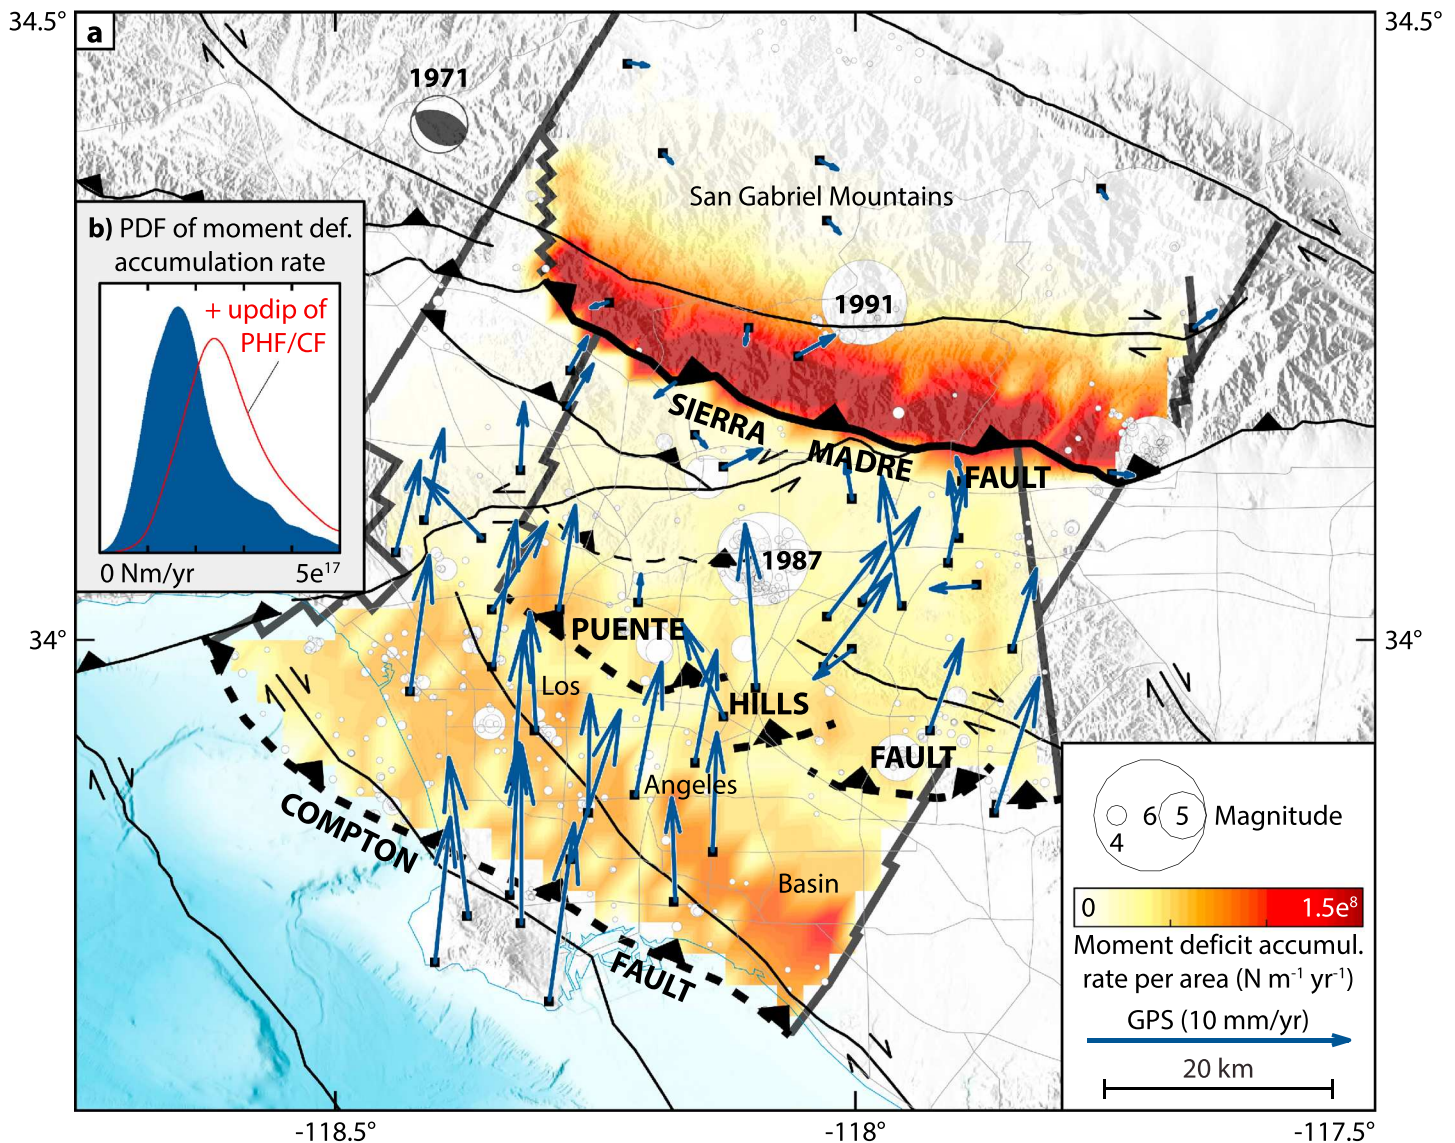 34.5°
34.5°
a
1971
San Gabriel Mountains
b) PDF of moment def.
accumulation rate
+ updip of
PHF/CF
0 Nm/yr
5e17
1991
SIERRA
MADRE
FAULT
1987
34°
34°
PUENTE
HILLS
FAULT
Los
Angeles
Basin
COMPTON
FAULT
4
6
5
Magnitude
0
1.5e8
Moment deficit accumul.
rate per area (N m-1 yr-1)
GPS (10 mm/yr)
20 km
-118.5°
-118°
-117.5°